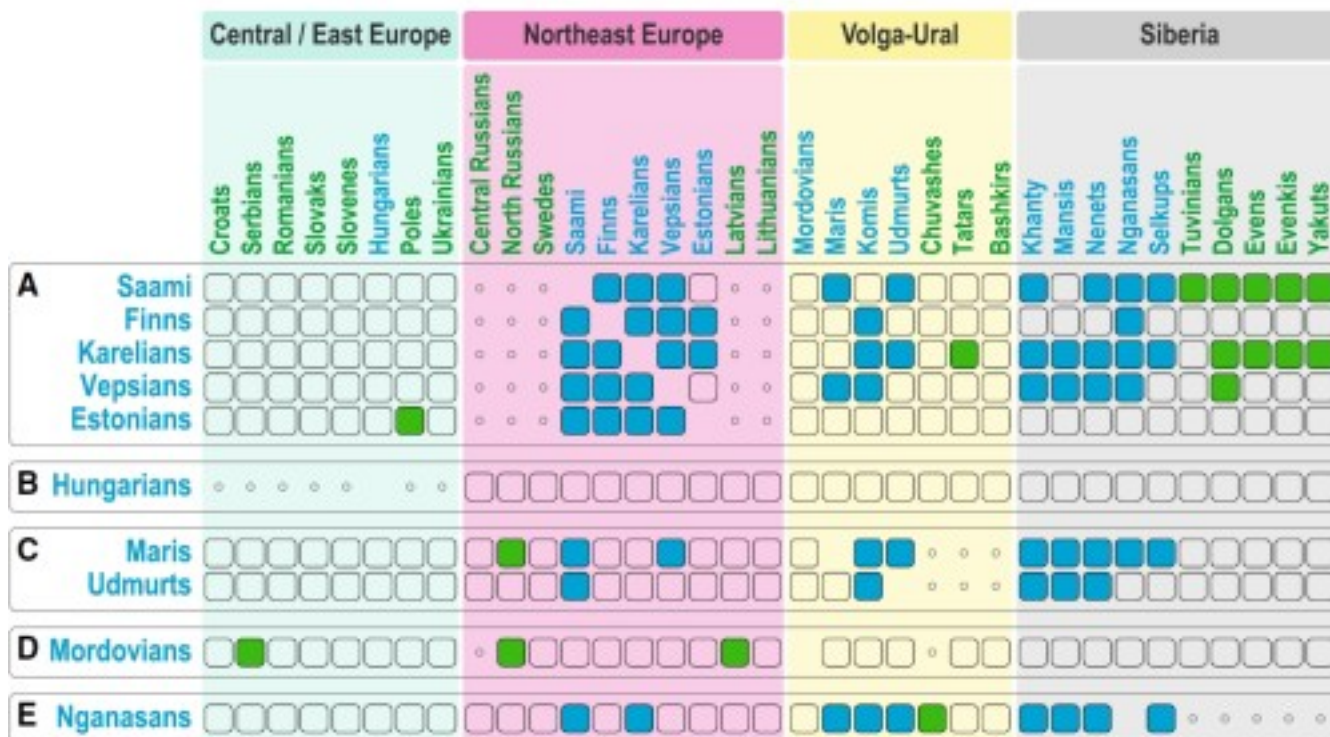 Central / East Europe Northeast Europe Volga-Ural Siberia
Croats Serbians Romanians Slovaks Slovenes Hungarians Poles Ukrainians Central Russians North Russians Swedes Saami Finns Karelians Vepsians Estonians Latvians Lithuanians Mordovians Maris Komis Udmurts Chuvashes Tatars Bashkirs Khanty Mansis Nenets Nganasans Selkups Tuvinians Dolgans Evens Evenkis Yakuts
A Saami
Finns
Karelians
Vepsians
Estonians
B Hungarians
C Maris
Udmurts
D Mordovians
E Nganasans